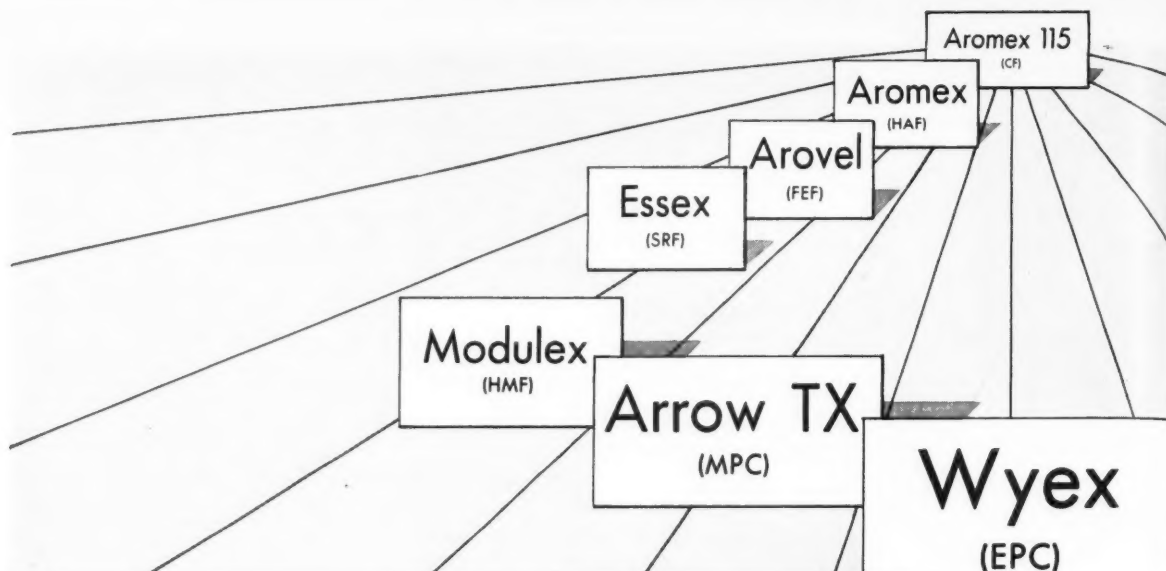 Aromex 115
(CF)
Aromex
(HAF)
Arovel
(FEF)
Essex
(SRF)
Modulex
(HMF)
Arrow TX
(MPC)
Wyex
(EPC)